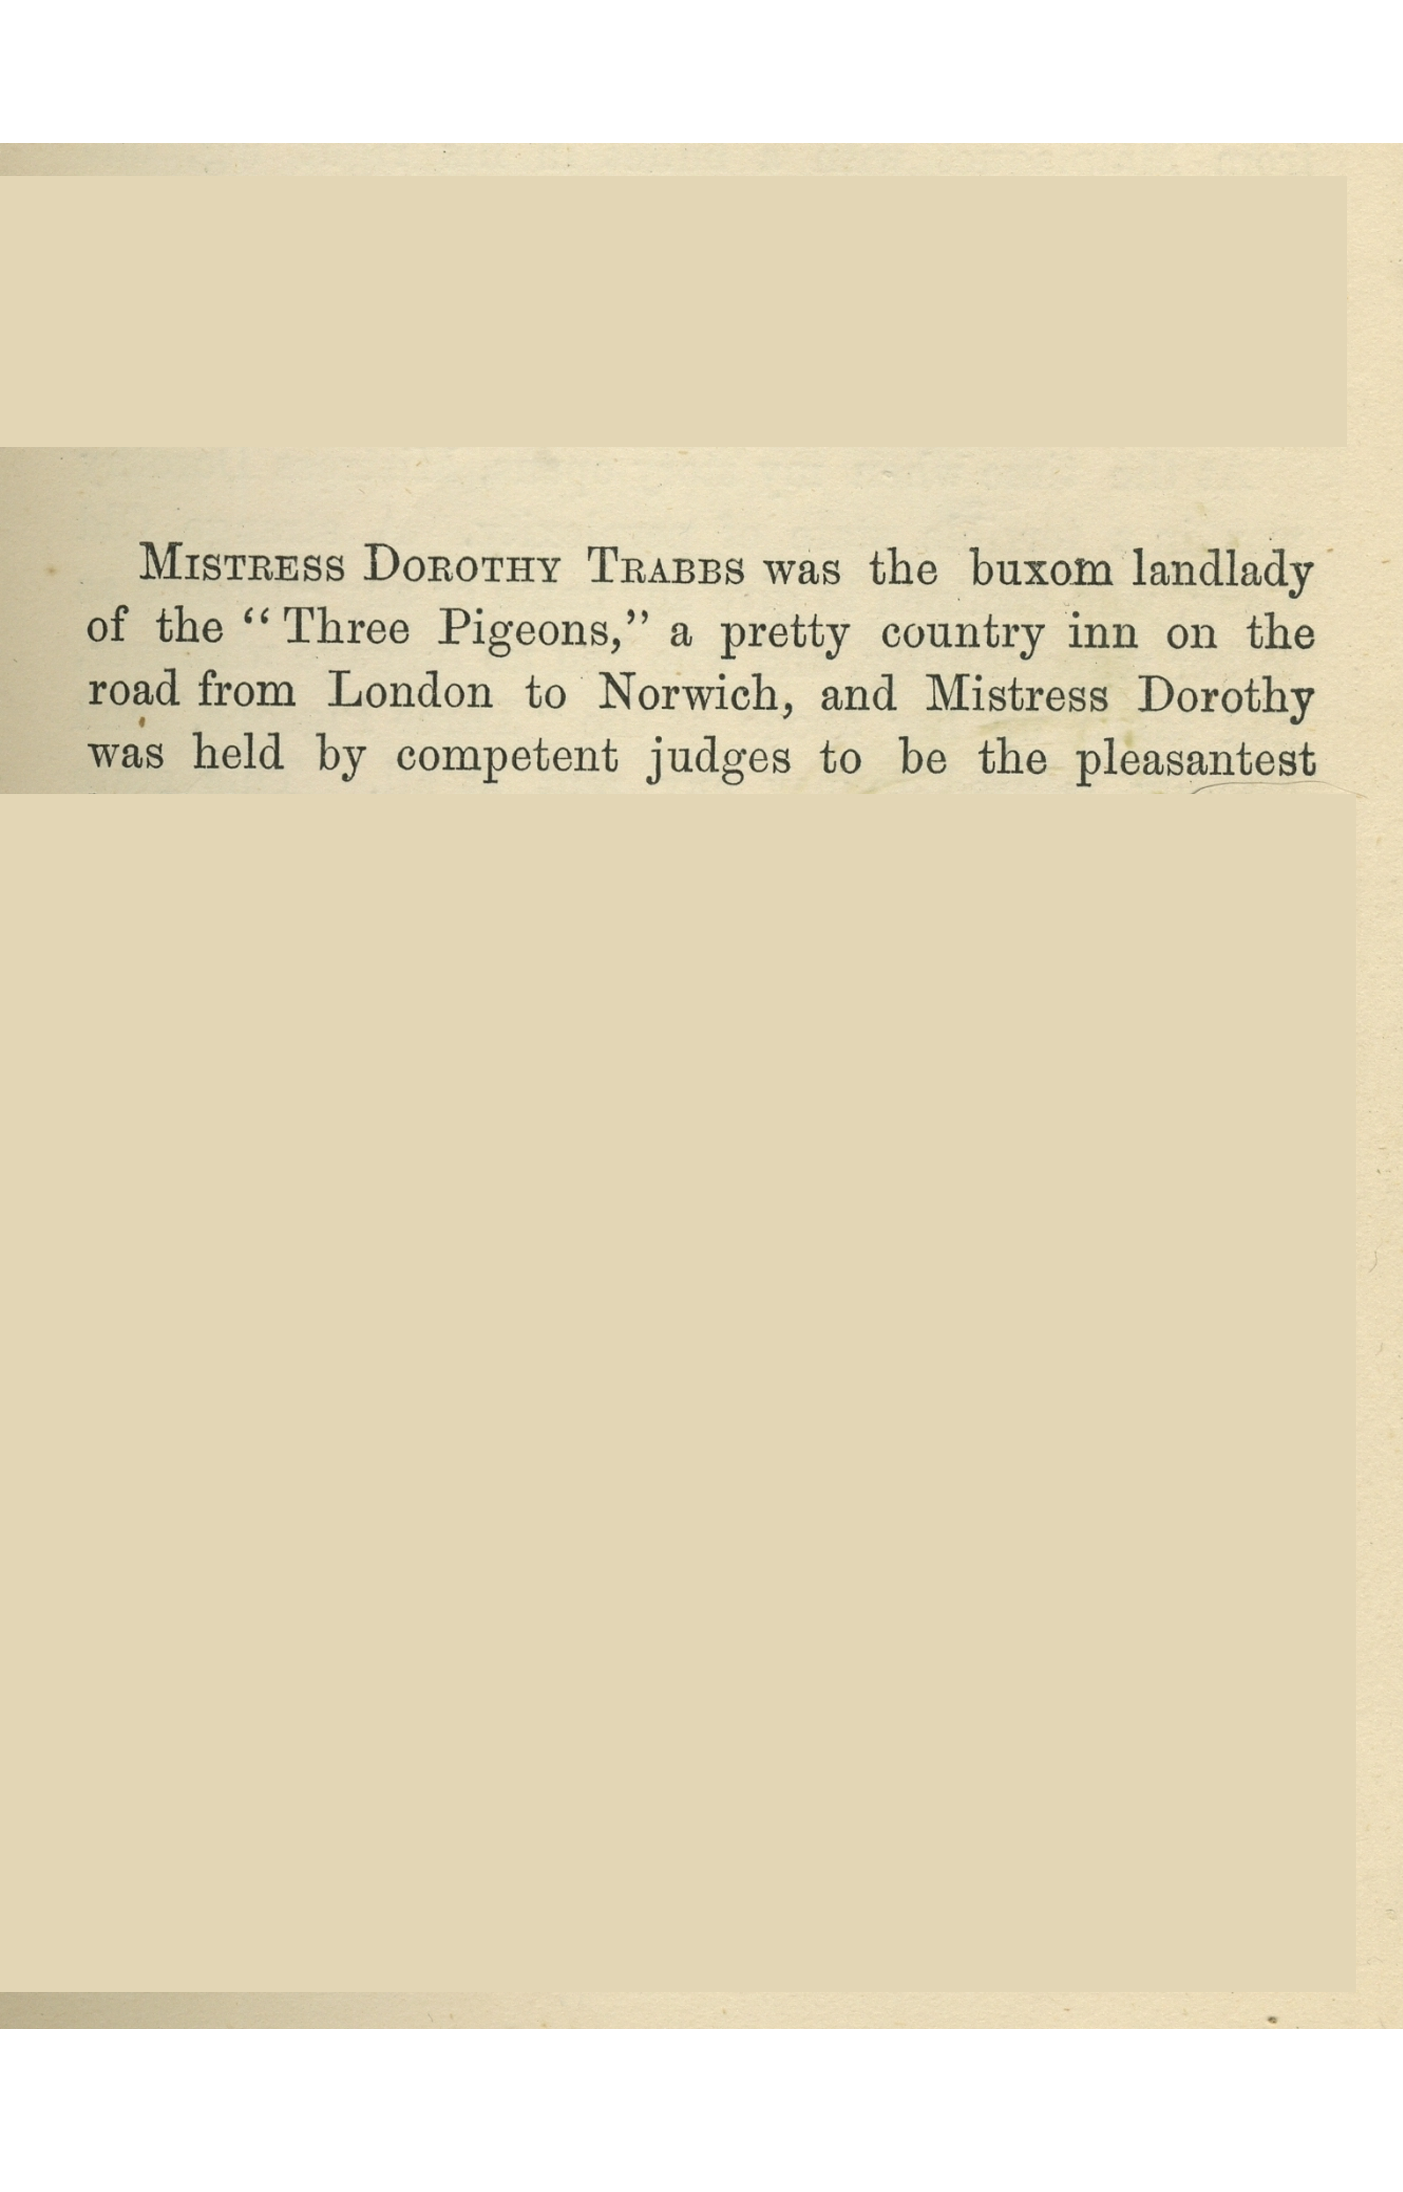 MISTRESS DOROTHY TRABBS was the buxom landlady
of the “Three Pigeons,” a pretty country inn on the
road from London to Norwich, and Mistress Dorothy
was held by competent judges to be the pleasantest